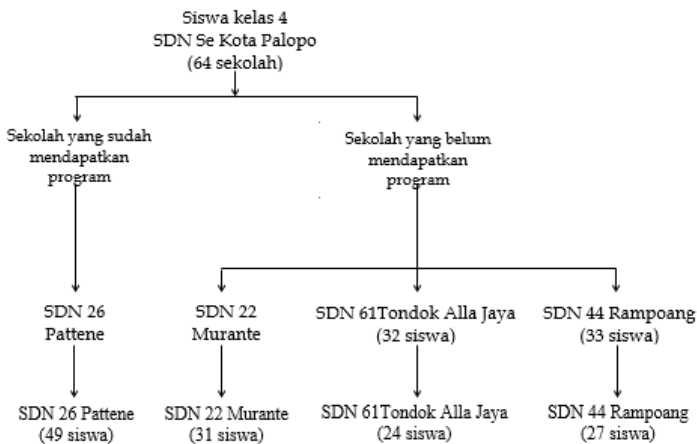 Siswa kelas 4
SDN Se Kota Palopo
(64 sekolah)
Sekolah yang sudah
mendapatkan
program
Sekolah yang belum
mendapatkan
program
SDN 26
Pattene
SDN 22
Murante
SDN 61Tondok Alla Jaya
(32 siswa)
SDN 44 Rampoang
(33 siswa)
SDN 26 Pattene
(49 siswa)
SDN 22 Murante
(31 siswa)
SDN 61Tondok Alla Jaya
(24 siswa)
SDN 44 Rampoang
(27 siswa)